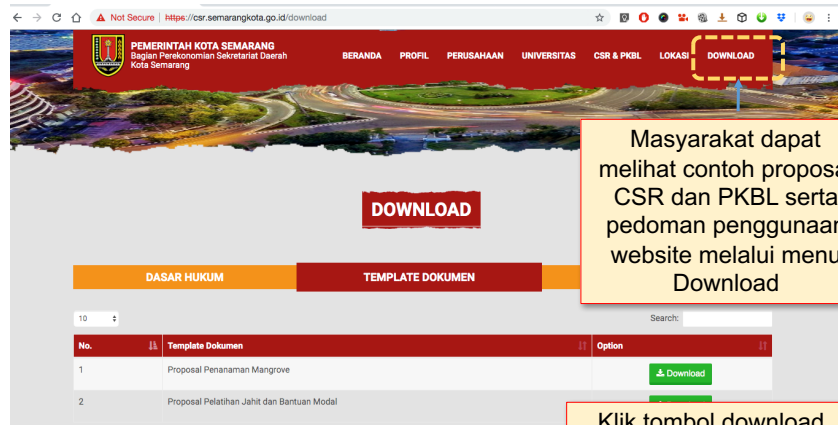 Not Secure | https://csr.semarangkota.go.id/download
PEMERINTAH KOTA SEMARANG
Bagian Perekonomian Sekretariat Daerah
Kota Semarang
BERANDA PROFIL PERUSAHAAN UNIVERSITAS CSR & PKBL LOKASI DOWNLOAD
Masyarakat dapat
melihat contoh proposa
CSR dan PKBL serta
pedoman penggunaan
website melalui menu
Download
DOWNLOAD
DASAR HUKUM TEMPLATE DOKUMEN
10 Search:
No. Template Dokumen Option
1 Proposal Penanaman Mangrove Download
2 Proposal Pelatihan Jahit dan Bantuan Modal
Klik tombol download